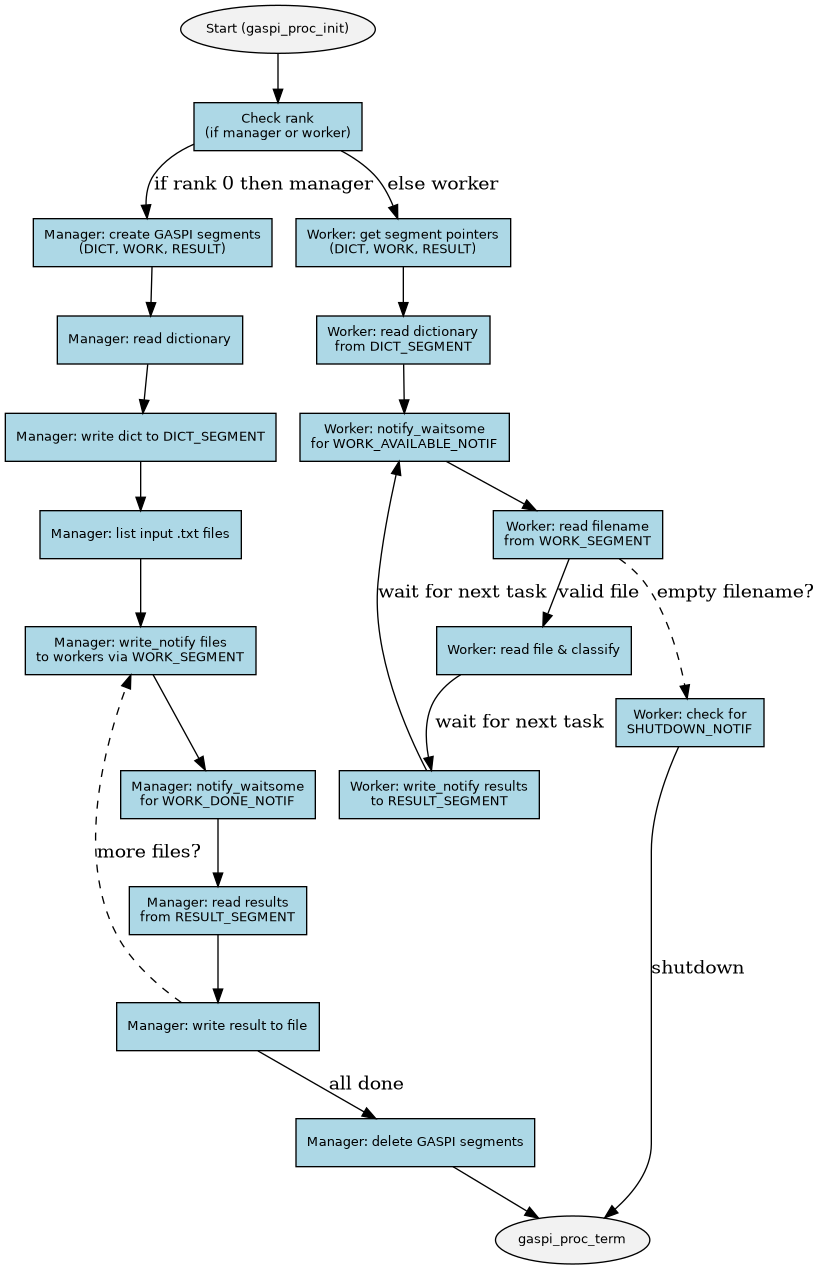 Start (gaspi_proc_init)
Check rank
(if manager or worker)
if rank 0 then manager
else worker
Manager: create GASPI segments
(DICT, WORK, RESULT)
Worker: get segment pointers
(DICT, WORK, RESULT)
Manager: read dictionary
Worker: read dictionary
from DICT_SEGMENT
Manager: write dict to DICT_SEGMENT
Worker: notify_waitsome
for WORK_AVAILABLE_NOTIF
Manager: list input .txt files
Worker: read filename
from WORK_SEGMENT
wait for next task
valid file
empty filename?
Manager: write_notify files
to workers via WORK_SEGMENT
Worker: read file & classify
wait for next task
Worker: check for
SHUTDOWN_NOTIF
Manager: notify_waitsome
for WORK_DONE_NOTIF
Worker: write_notify results
to RESULT_SEGMENT
more files?
Manager: read results
from RESULT_SEGMENT
shutdown
Manager: write result to file
all done
Manager: delete GASPI segments
gaspi_proc_term